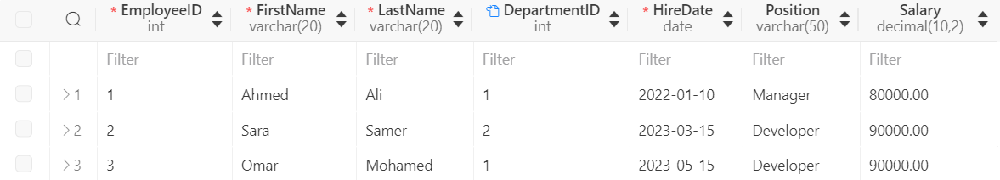 * EmployeeID * FirstName * LastName DepartmentID * HireDate Position Salary
int varchar(20) varchar(20) int date varchar(50) decimal(10,2)
Filter Filter Filter Filter Filter Filter Filter
1 1 Ahmed Ali 1 2022-01-10 Manager 80000.00
2 2 Sara Samer 2 2023-03-15 Developer 90000.00
3 3 Omar Mohamed 1 2023-05-15 Developer 90000.00